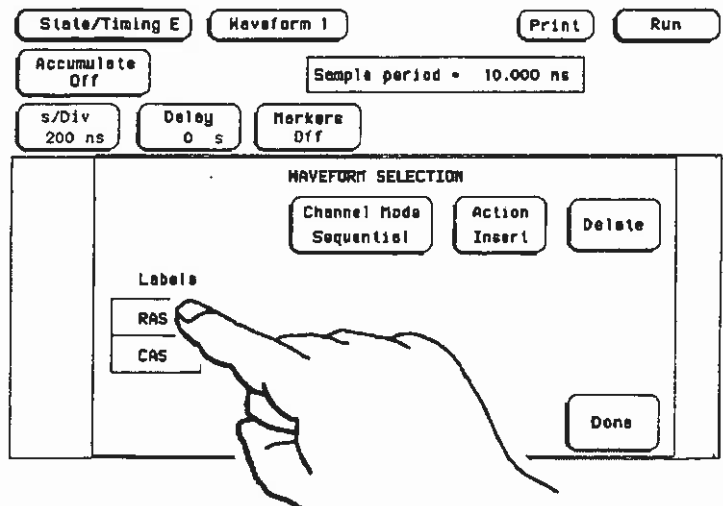 State/Timing E
Waveform 1
Print
Run
Accumulate
Off
Sample period = 10.000 ns
s/Div
200 ns
Delay
0 s
Markers
Off
WAVEFORM SELECTION
Channel Mode
Sequential
Action
Insert
Delete
Labels
RAS
CAS
Done